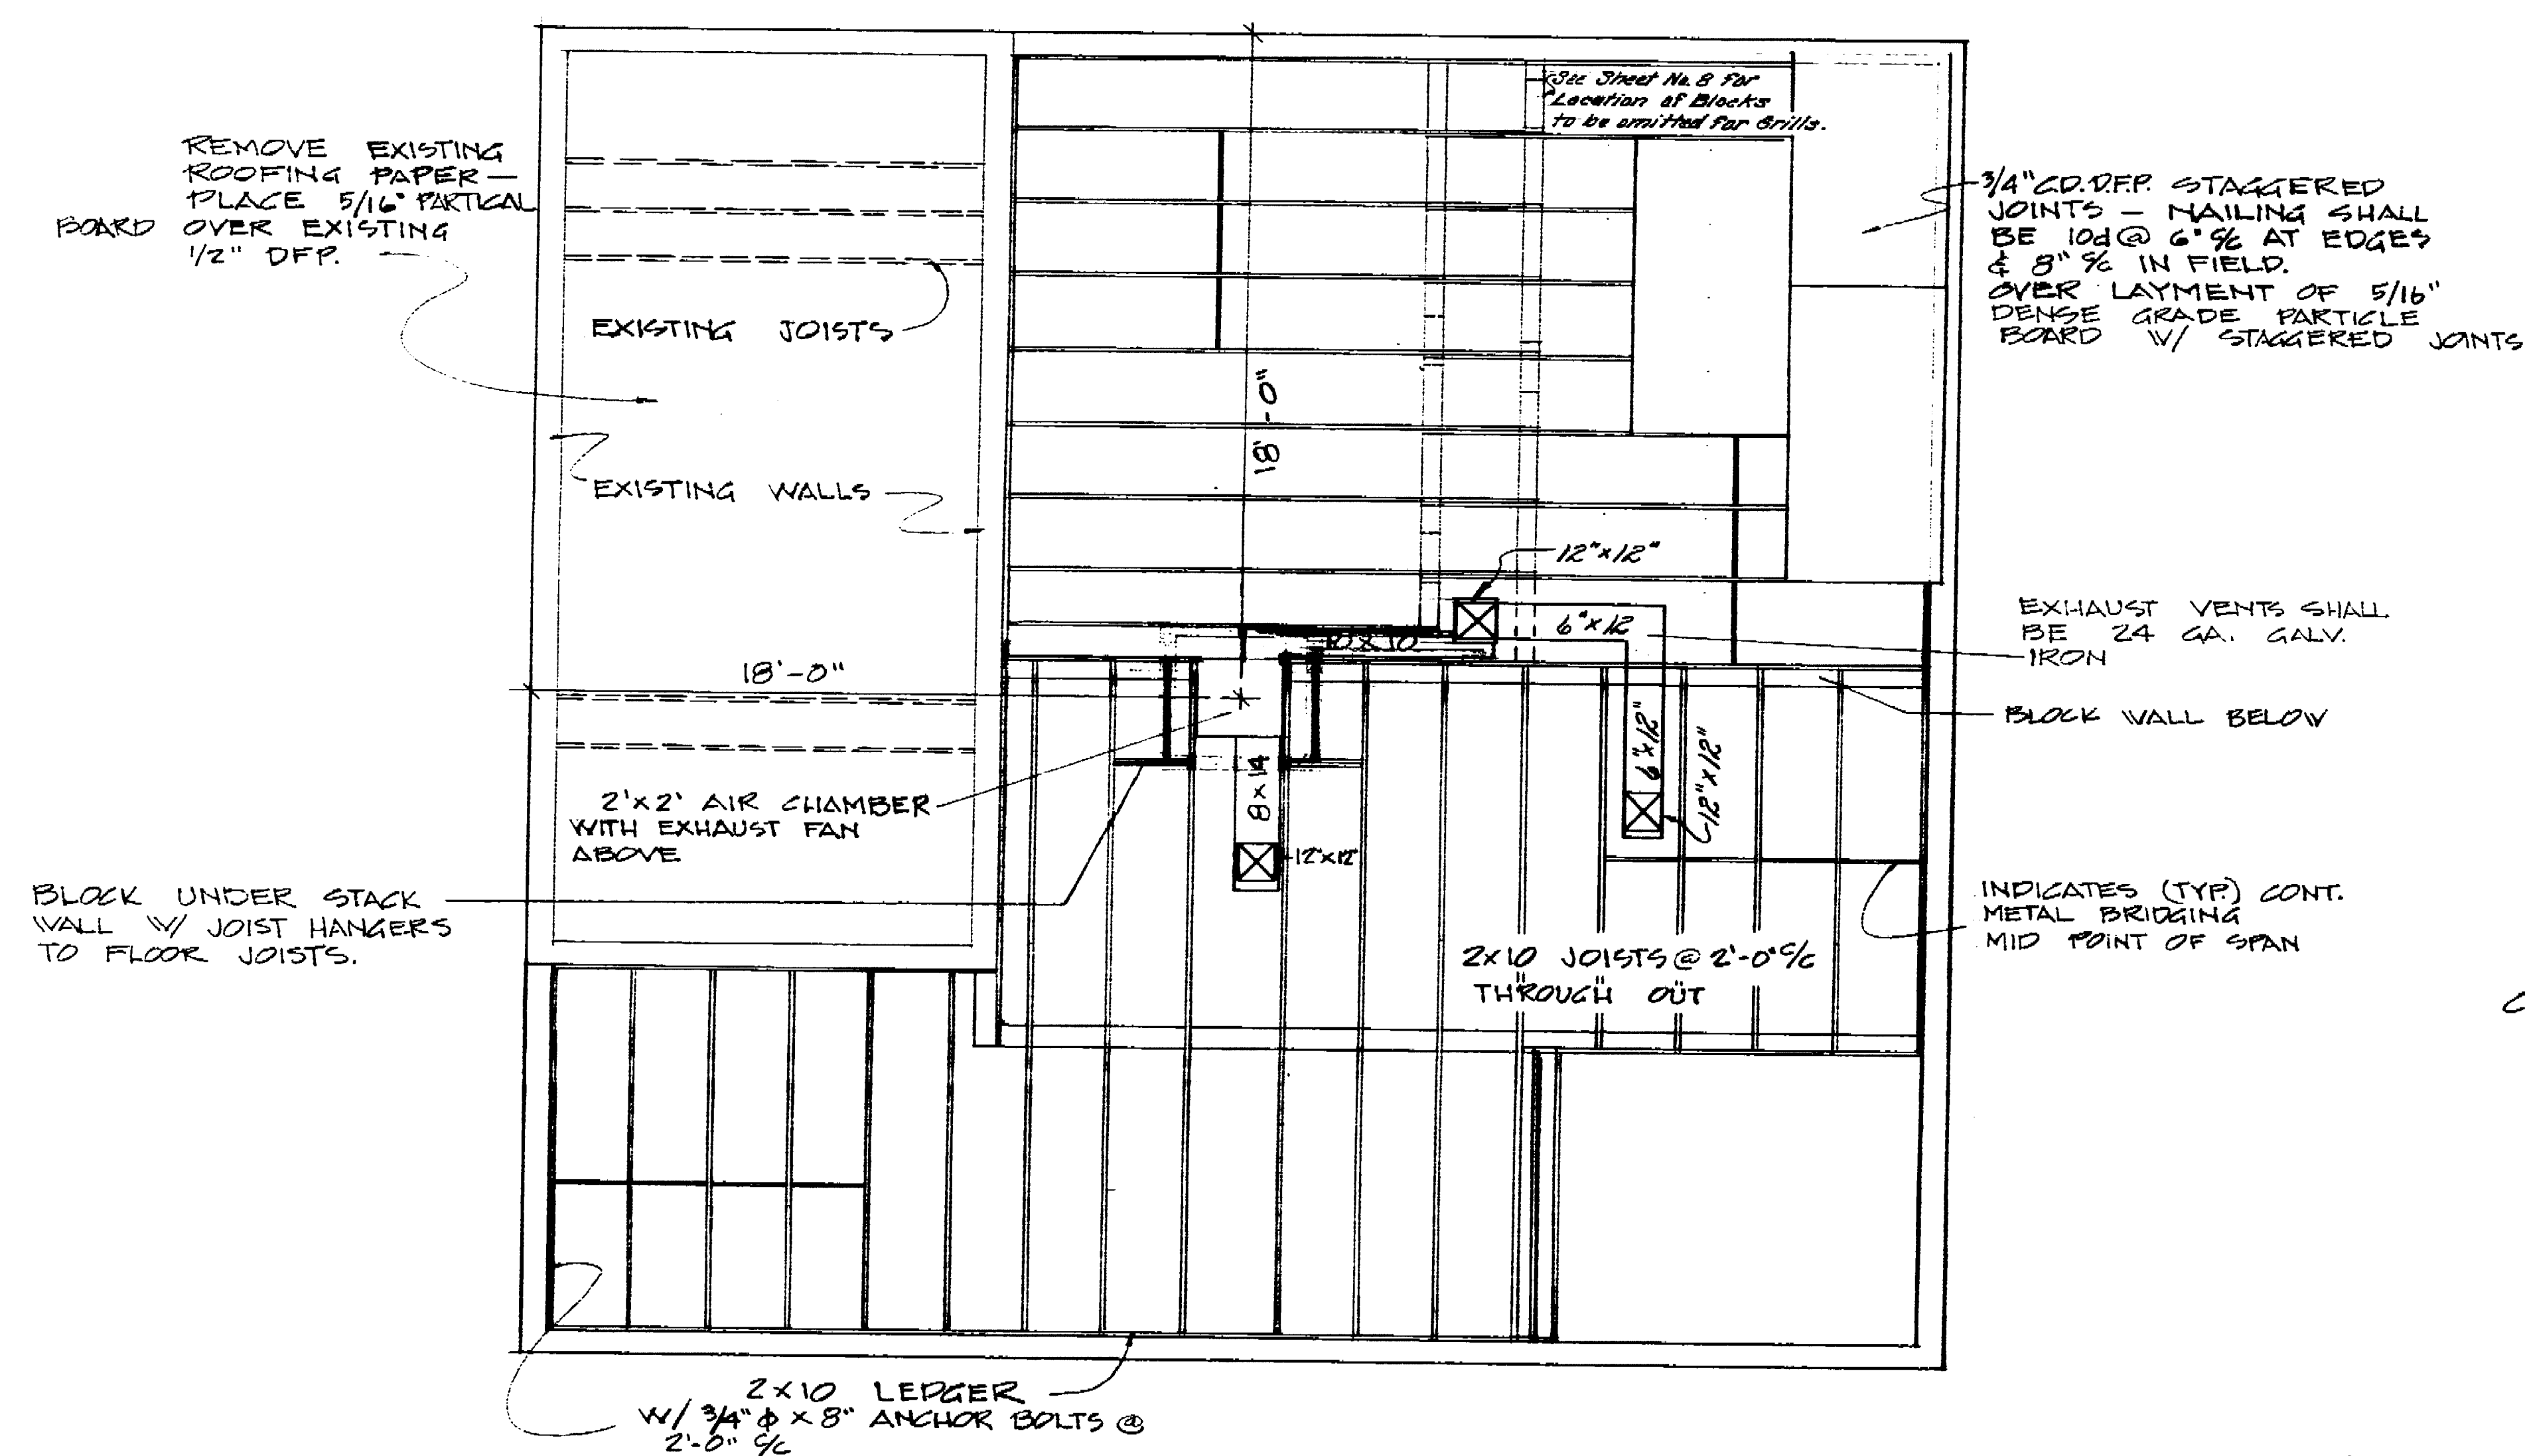 See Sheet No. 8 for
Location of Blocks
to be omitted for Grills.
REMOVE EXISTING
ROOFING PAPER —
PLACE 5/16" PARTICAL
BOARD OVER EXISTING
1/2" DFP.
3/4" CD. D.F.P. STAGGERED
JOINTS — NAILING SHALL
BE 10d @ 6" c/c AT EDGES
& 8" c/c IN FIELD.
OVER LAYMENT OF 5/16"
DENSE GRADE PARTICLE
BOARD W/ STAGGERED JOINTS
EXISTING JOISTS
18'-0"
EXISTING WALLS
12"x12"
6"x12
10x10
EXHAUST VENTS SHALL
BE 24 GA. GALV.
IRON
18'-0"
BLOCK WALL BELOW
6"x12"
12"x12"
8x14
2'x2' AIR CHAMBER
WITH EXHAUST FAN
ABOVE
12"x12"
BLOCK UNDER STACK
WALL W/ JOIST HANGERS
TO FLOOR JOISTS.
INDICATES (TYP.) CONT.
METAL BRIDGING
MID POINT OF SPAN
2x10 JOISTS @ 2'-0" c/c
THROUGH OUT
2x10 LEDGER
W/ 3/4" φ x 8" ANCHOR BOLTS @
2'-0" c/c